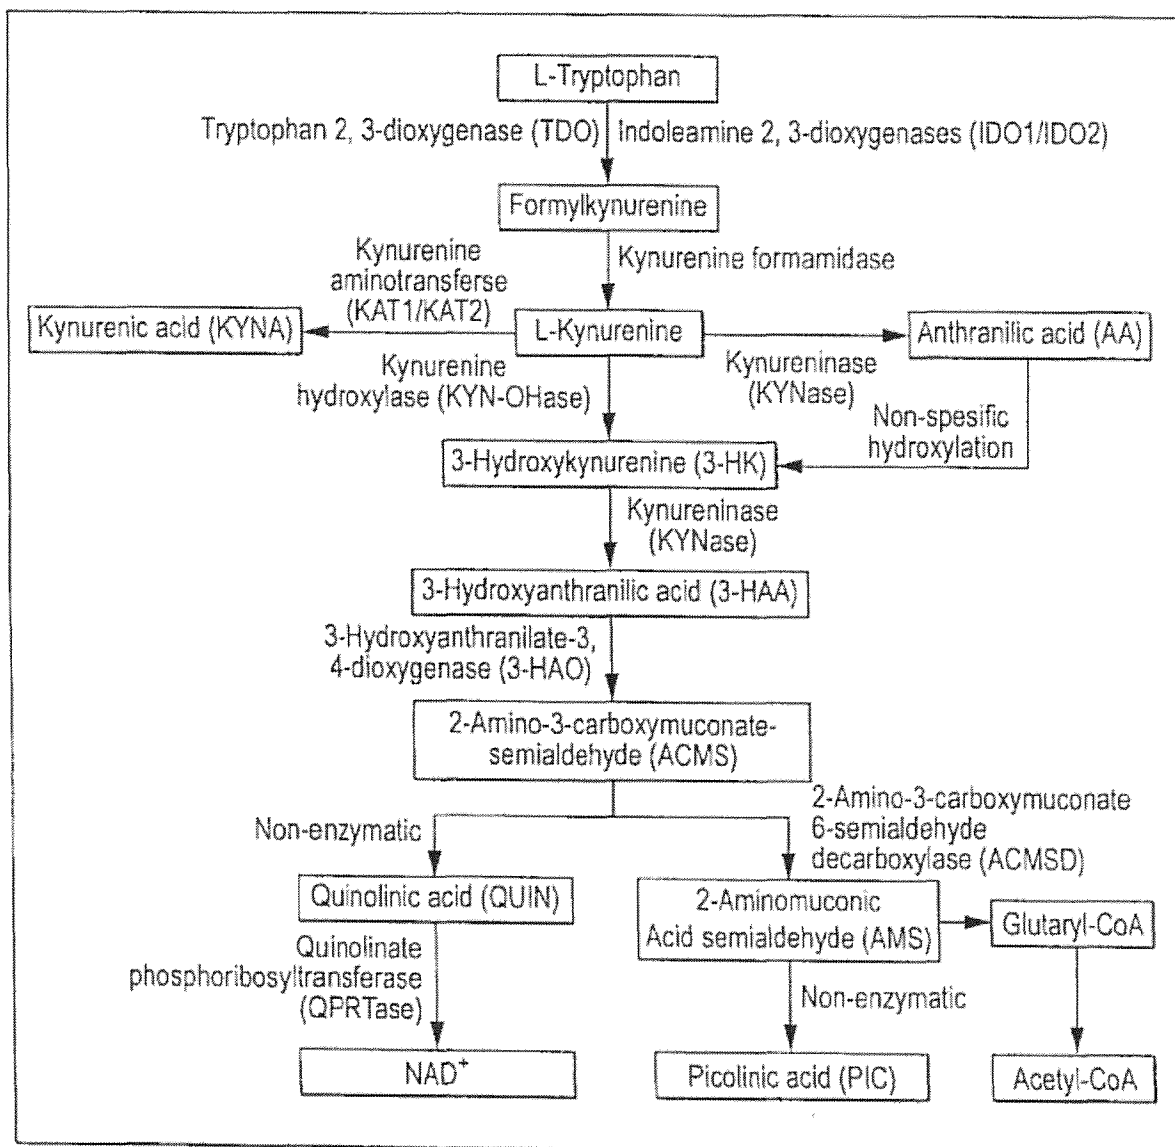 L-Tryptophan
Tryptophan 2, 3-dioxygenase (TDO)
Indoleamine 2, 3-dioxygenases (IDO1/IDO2)
Formylkynurenine
Kynurenine
aminotransferse
(KAT1/KAT2)
Kynurenine formamidase
Kynurenic acid (KYNA)
L-Kynurenine
Anthranilic acid (AA)
Kynurenine
hydroxylase (KYN-OHase)
Kynureninase
(KYNase)
Non-spesific
hydroxylation
3-Hydroxykynurenine (3-HK)
Kynureninase
(KYNase)
3-Hydroxyanthranilic acid (3-HAA)
3-Hydroxyanthranilate-3,
4-dioxygenase (3-HAO)
2-Amino-3-carboxymuconate-
semialdehyde (ACMS)
Non-enzymatic
2-Amino-3-carboxymuconate
6-semialdehyde
decarboxylase (ACMSD)
Quinolinic acid (QUIN)
2-Aminomuconic
Acid semialdehyde (AMS)
Glutaryl-CoA
Quinolinate
phosphoribosyltransferase
(QPRTase)
Non-enzymatic
NAD⁺
Picolinic acid (PIC)
Acetyl-CoA